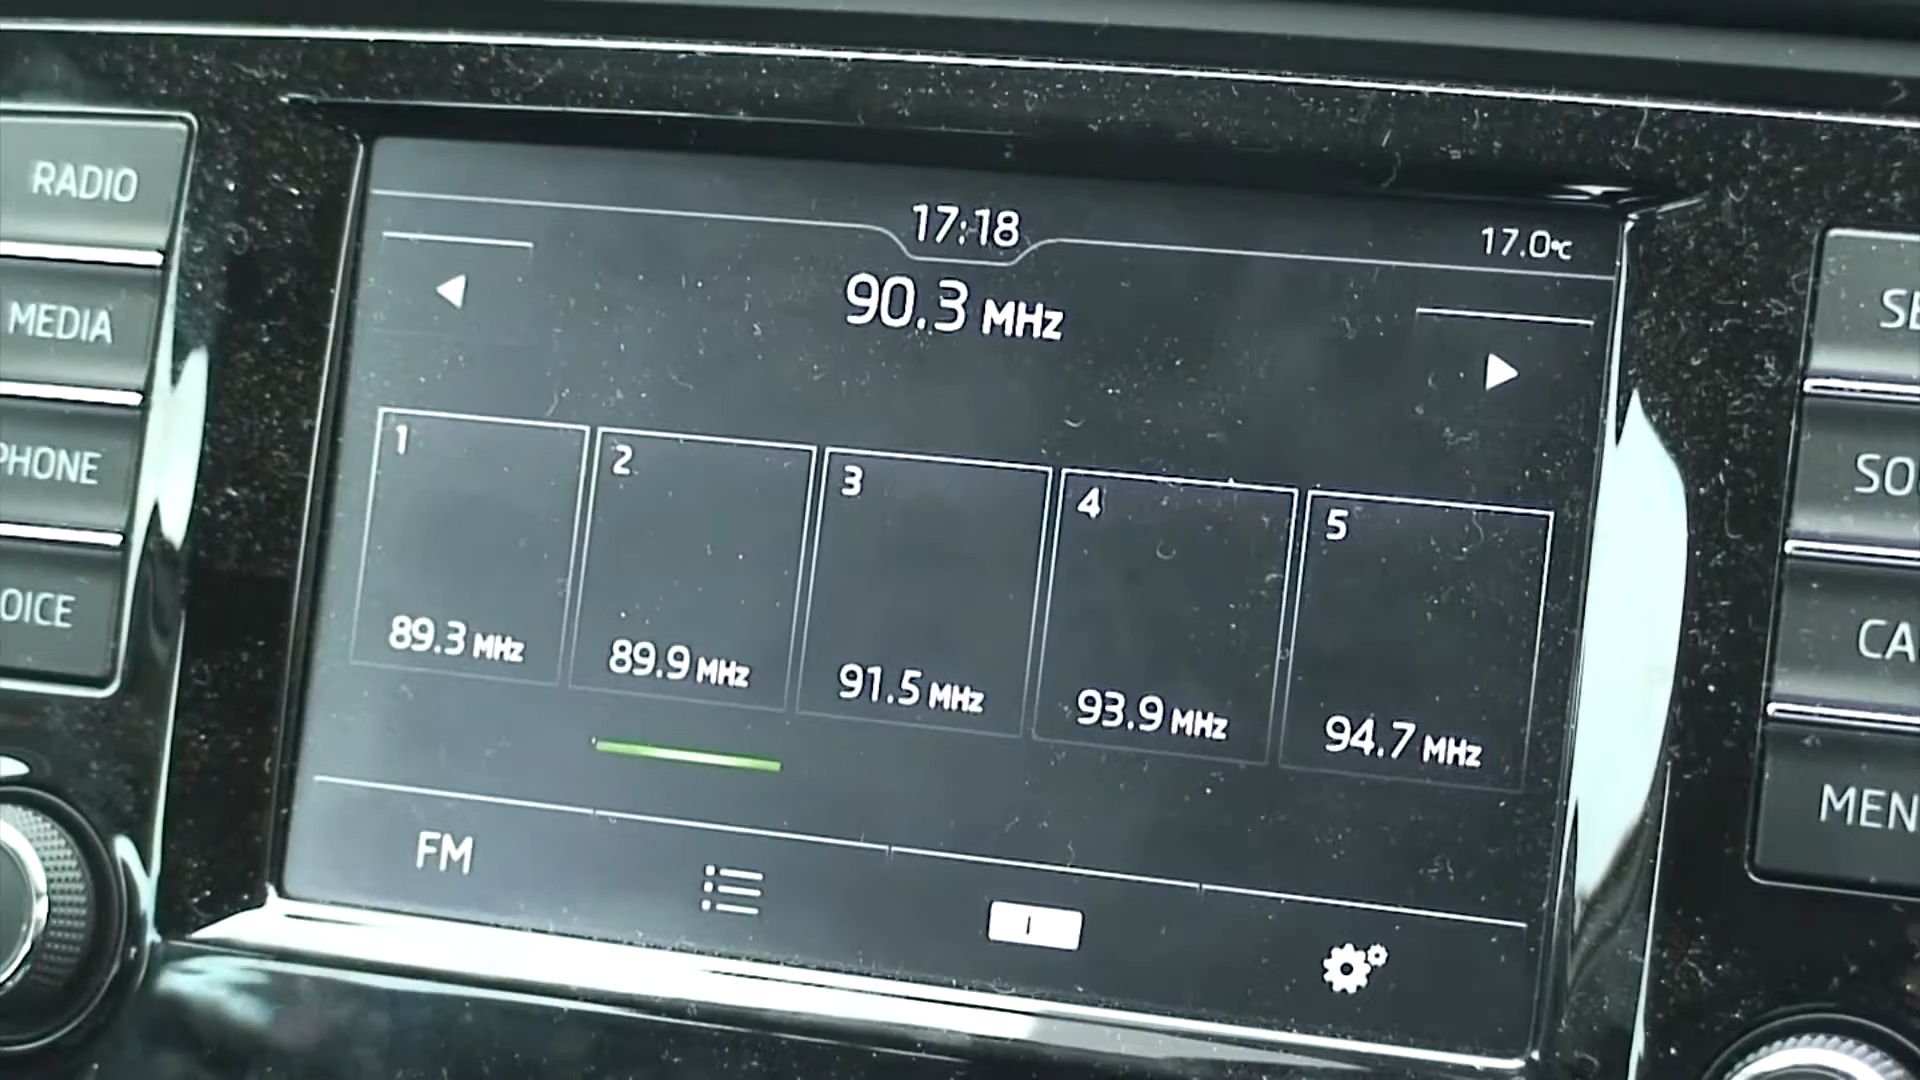 RADIO
MEDIA
PHONE
OICE
17:18
17.0°C
90.3 MHz
1
2
3
4
5
89.3 MHz
89.9 MHz
91.5 MHz
93.9 MHz
94.7 MHz
FM
SE
SO
CA
MEN